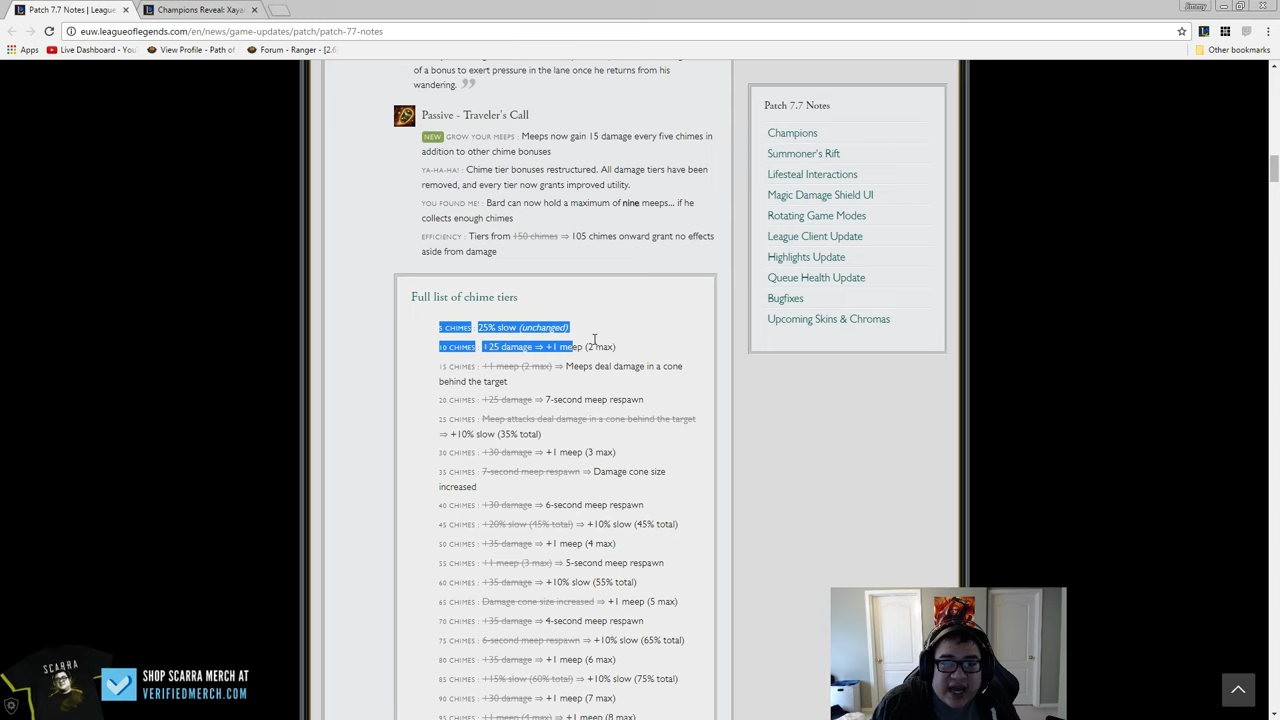 Patch 7.7 Notes | Leagu
Champions Reveal: Xaya
Jimmy
euw.leagueoflegends.com/en/news/game-updates/patch/patch-77-notes
Apps
Live Dashboard - You
View Profile - Path of
Forum - Ranger - [2.6
Other bookmarks
of a bonus to exert pressure in the lane once he returns from his
wandering.
Passive - Traveler's Call
NEW GROW YOUR MEEPS : Meeps now gain 15 damage every five chimes in
addition to other chime bonuses
YA-HA-HA! : Chime tier bonuses restructured. All damage tiers have been
removed, and every tier now grants improved utility.
YOU FOUND ME! : Bard can now hold a maximum of nine meeps... if he
collects enough chimes
EFFICIENCY : Tiers from 150 chimes ⇒ 105 chimes onward grant no effects
aside from damage
Full list of chime tiers
5 CHIMES : 25% slow (unchanged)
10 CHIMES : +25 damage ⇒ +1 meep (2 max)
15 CHIMES : +1 meep (2 max) ⇒ Meeps deal damage in a cone
behind the target
20 CHIMES : +25 damage ⇒ 7-second meep respawn
25 CHIMES : Meep attacks deal damage in a cone behind the target
⇒ +10% slow (35% total)
30 CHIMES : +30 damage ⇒ +1 meep (3 max)
35 CHIMES : 7-second meep respawn ⇒ Damage cone size
increased
40 CHIMES : +30 damage ⇒ 6-second meep respawn
45 CHIMES : +20% slow (45% total) ⇒ +10% slow (45% total)
50 CHIMES : +35 damage ⇒ +1 meep (4 max)
55 CHIMES : +1 meep (3 max) ⇒ 5-second meep respawn
60 CHIMES : +35 damage ⇒ +10% slow (55% total)
65 CHIMES : Damage cone size increased ⇒ +1 meep (5 max)
70 CHIMES : +35 damage ⇒ 4-second meep respawn
75 CHIMES : 6-second meep respawn ⇒ +10% slow (65% total)
80 CHIMES : +35 damage ⇒ +1 meep (6 max)
85 CHIMES : +15% slow (60% total) ⇒ +10% slow (75% total)
90 CHIMES : +30 damage ⇒ +1 meep (7 max)
95 CHIMES : +1 meep (4 max) ⇒ +1 meep (8 max)
Patch 7.7 Notes
Champions
Summoner's Rift
Lifesteal Interactions
Magic Damage Shield UI
Rotating Game Modes
League Client Update
Highlights Update
Queue Health Update
Bugfixes
Upcoming Skins & Chromas
SCARRA
SHOP SCARRA MERCH AT
VERIFIEDMERCH.COM